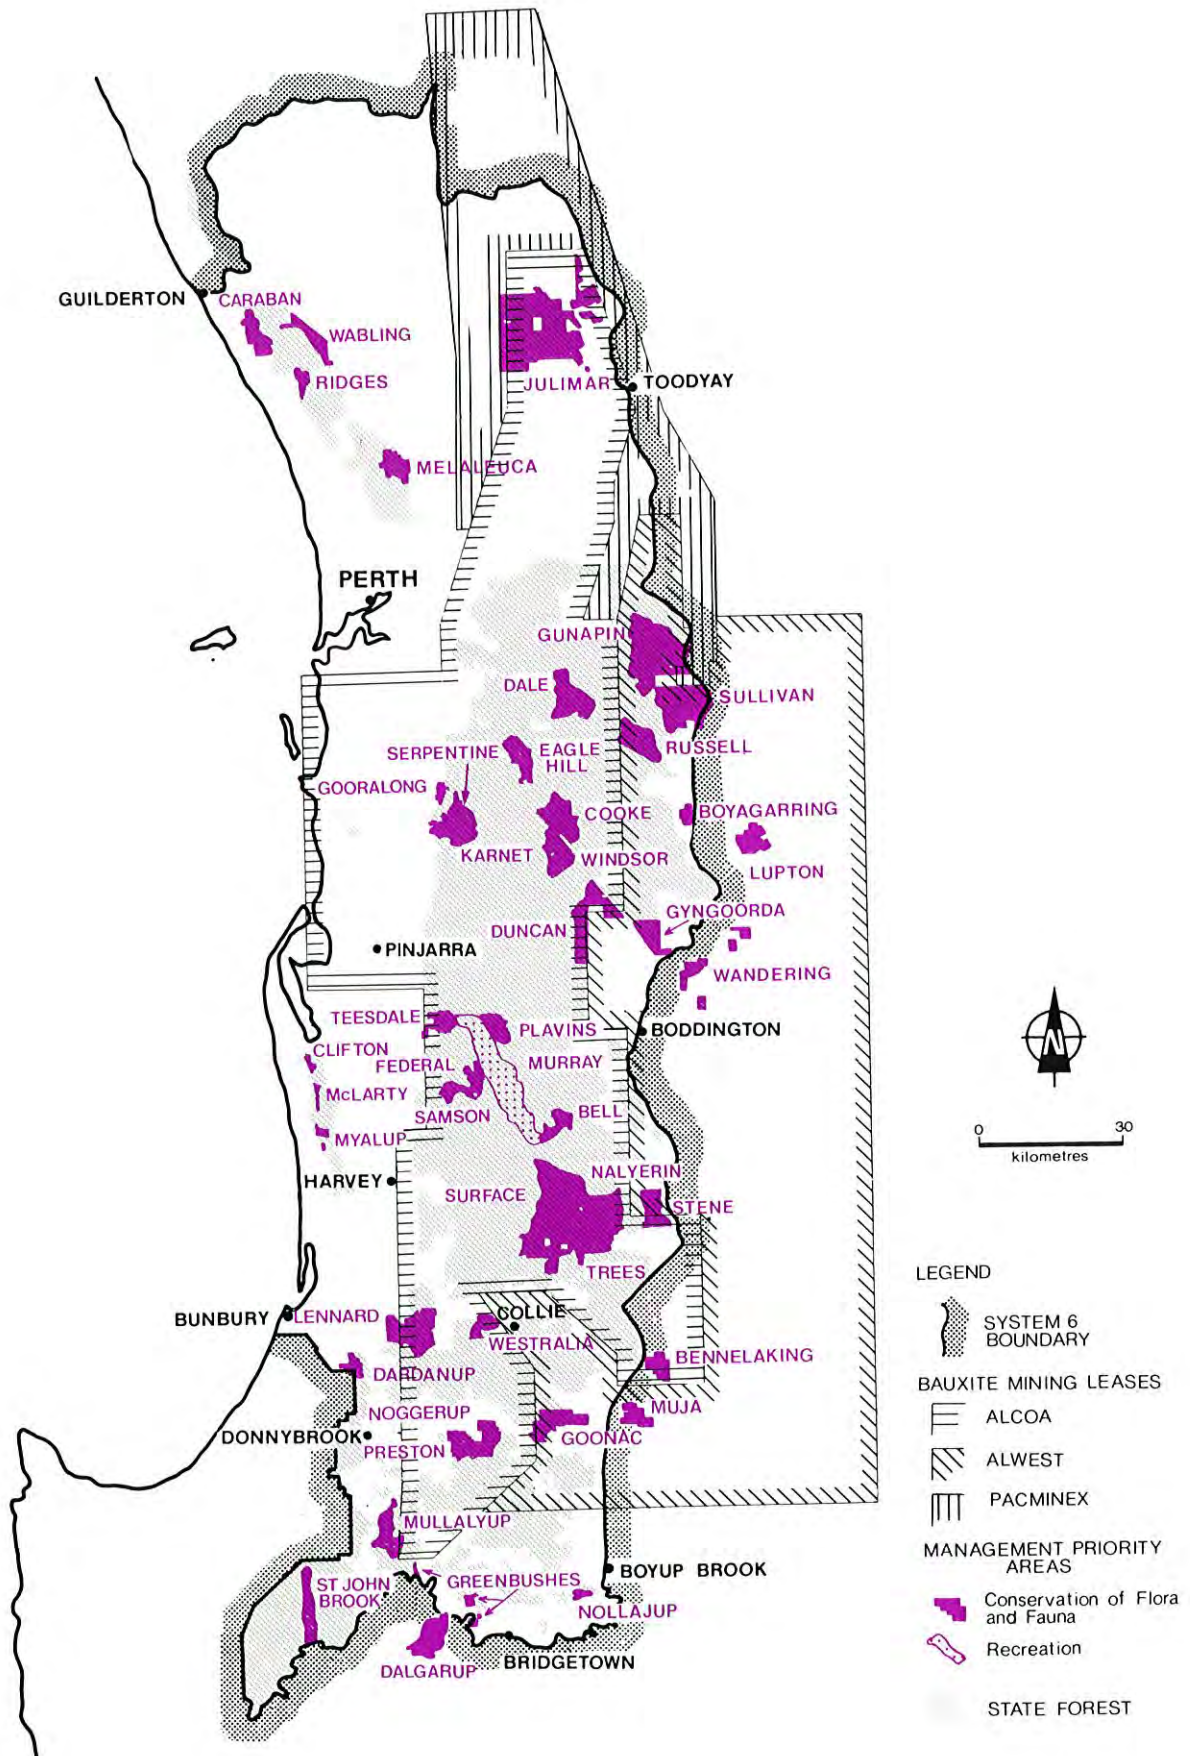 GUILDERTON
CARABAN
WABLING
RIDGES
JULIMAR
TOODYAY
MELALEUCA
PERTH
GUNAPIN
DALE
SULLIVAN
SERPENTINE
EAGLE
HILL
RUSSELL
GOORALONG
COOKE
BOYAGARRING
KARNET
WINDSOR
LUPTON
DUNCAN
GYNGOORDA
PINJARRA
WANDERING
TEESDALE
PLAVINS
BODDINGTON
CLIFTON
FEDERAL
MURRAY
McLARTY
SAMSON
BELL
MYALUP
HARVEY
NALYERIN
SURFACE
STENE
TREES
BUNBURY
LENNARD
COLLIE
WESTRALIA
BENNELAKING
DARDANUP
NOGGERUP
MUJA
DONNYBROOK
PRESTON
GOONAC
MULLALYUP
BOYUP BROOK
ST JOHN
BROOK
GREENBUSHES
NOLLAJUP
BRIDGETOWN
DALGARUP
N
0 30
kilometres
LEGEND
SYSTEM 6
BOUNDARY
BAUXITE MINING LEASES
ALCOA
ALWEST
PACMINEX
MANAGEMENT PRIORITY
AREAS
Conservation of Flora
and Fauna
Recreation
STATE FOREST